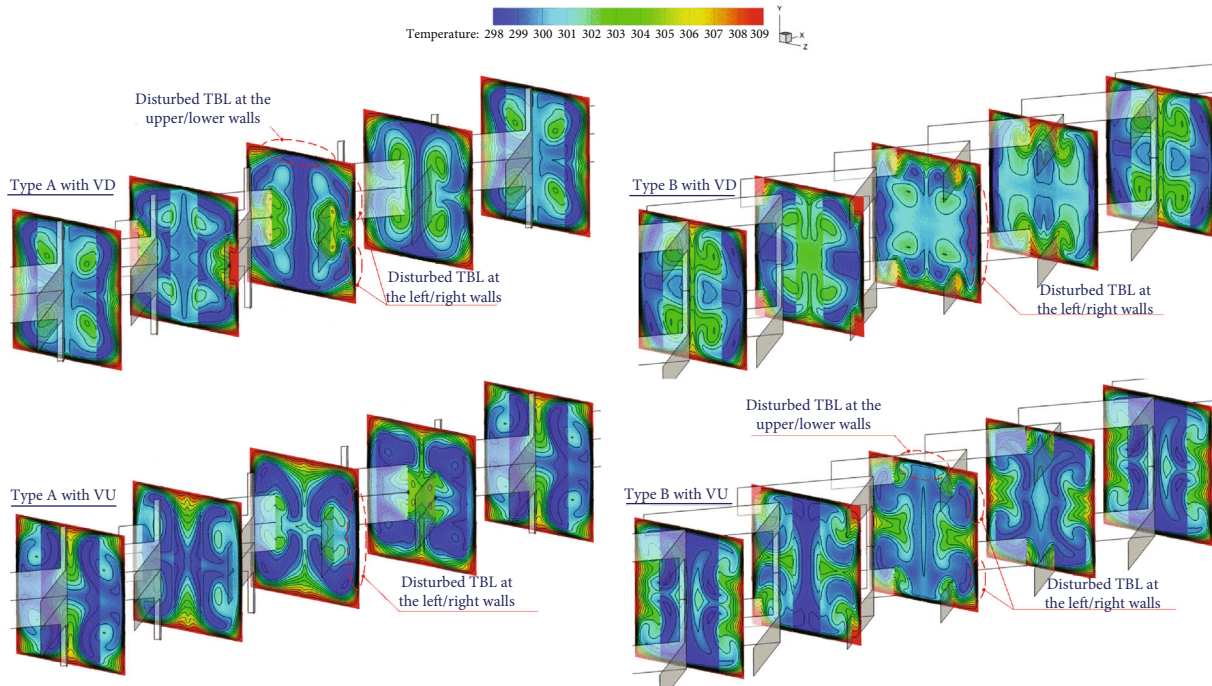 Temperature: 298 299 300 301 302 303 304 305 306 307 308 309
Y
X
Z
Disturbed TBL at the
upper/lower walls
Type A with VD
Disturbed TBL at
the left/right walls
Type B with VD
Disturbed TBL at
the left/right walls
Type A with VU
Disturbed TBL at
the left/right walls
Disturbed TBL at the
upper/lower walls
Type B with VU
Disturbed TBL at
the left/right walls